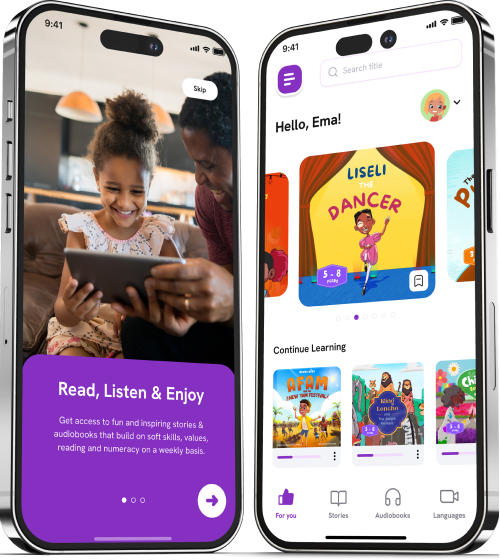 9:41
Skip
Read, Listen & Enjoy
Get access to fun and inspiring stories &
audiobooks that build on soft skills, values,
reading and numeracy on a weekly basis.
9:41
Search title
Hello, Ema!
LISELI
THE
DANCER
5 - 8
Continue Learning
AFAM
King
Loncho
For you
Stories
Audiobooks
Languages